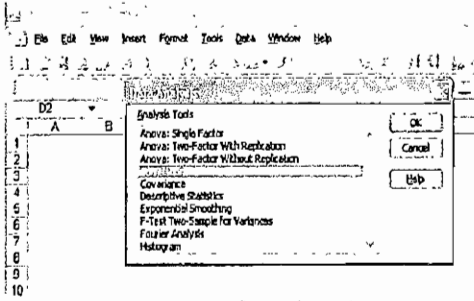 File Edit View Insert Format Tools Data Window Help
D2
A B
Analysis Tools
OK
Anova: Single Factor
Anova: Two-Factor With Replication
Cancel
Anova: Two-Factor Without Replication
Help
Covariance
Descriptive Statistics
Exponential Smoothing
F-Test Two-Sample for Variances
Fourier Analysis
Histogram
1
2
3
4
5
6
7
8
9
10